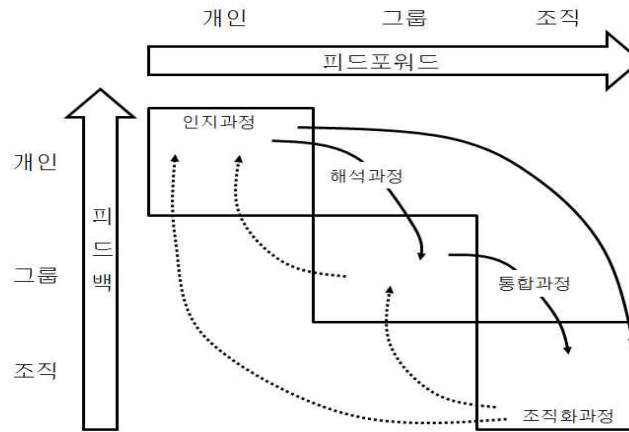 개인 그룹 조직
피드포워드
인지과정
개인
해석과정
피드백
그룹
통합과정
조직
조직화과정